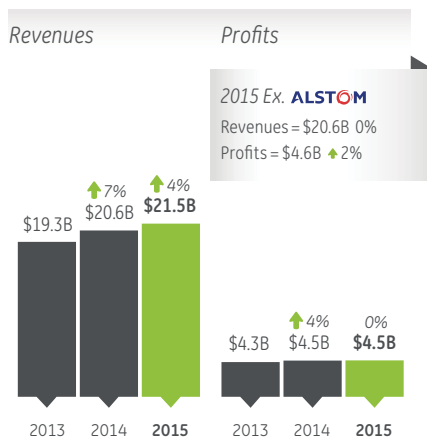 Revenues
Profits
2015 Ex. ALSTOM
Revenues = $20.6B 0%
Profits = $4.6B 2%
7%
4%
$19.3B
$20.6B
$21.5B
4%
0%
$4.3B
$4.5B
$4.5B
2013 2014 2015
2013 2014 2015